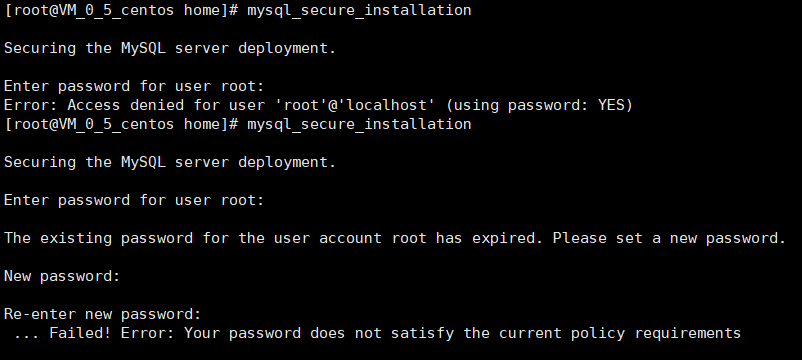 [root@VM_0_5_centos home]# mysql_secure_installation
Securing the MySQL server deployment.
Enter password for user root:
Error: Access denied for user 'root'@'localhost' (using password: YES)
[root@VM_0_5_centos home]# mysql_secure_installation
Securing the MySQL server deployment.
Enter password for user root:
The existing password for the user account root has expired. Please set a new password.
New password:
Re-enter new password:
... Failed! Error: Your password does not satisfy the current policy requirements